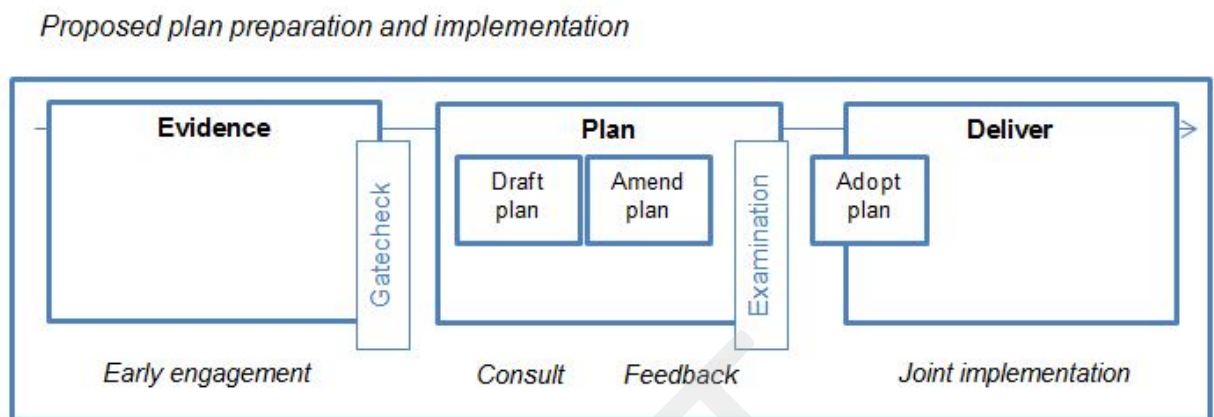 Proposed plan preparation and implementation
Evidence
Gatecheck
Plan
Draft
plan
Amend
plan
Examination
Deliver
Adopt
plan
Early engagement
Consult
Feedback
Joint implementation